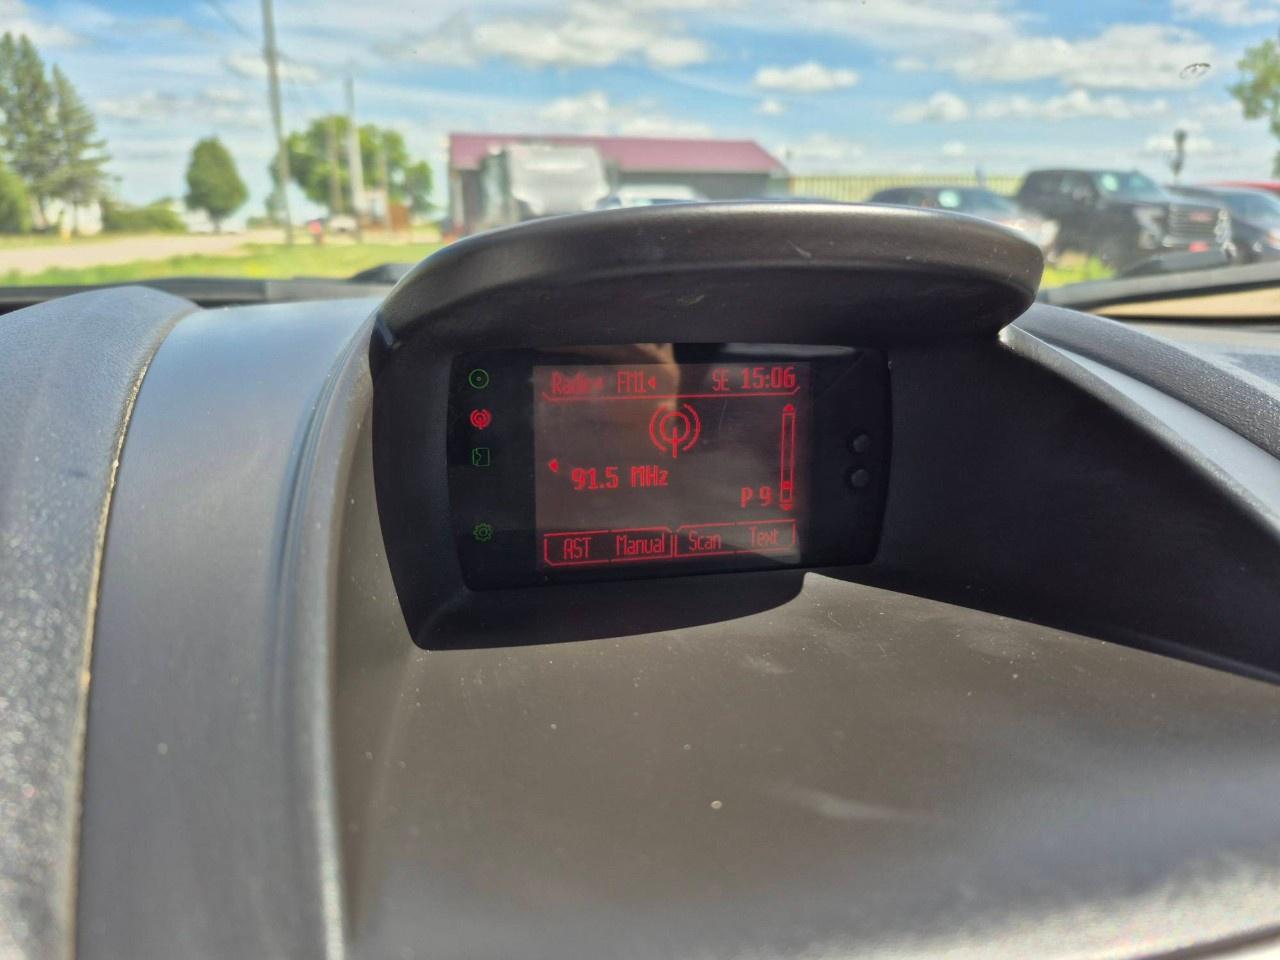 Radio FM1 SE 15:06
91.5 MHz
P 9
AST Manual Scan Text